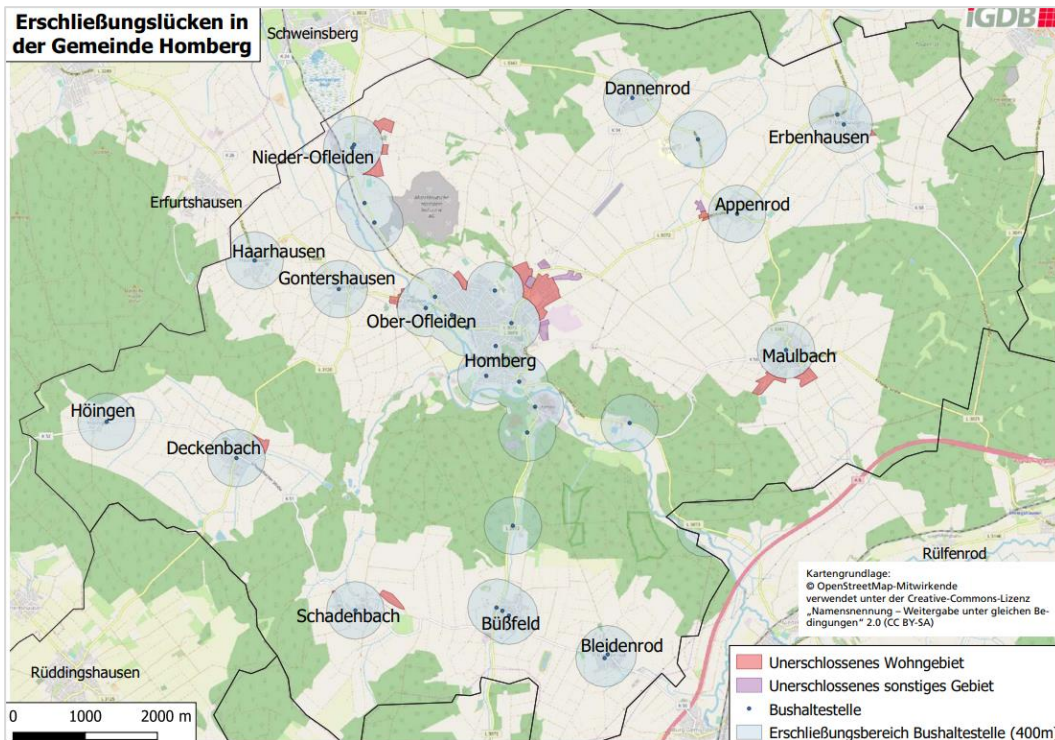 Erschließungslücken in
der Gemeinde Homberg
iGDB
Schweinsberg
Dannenrod
Erbenhausen
Nieder-Ofleiden
Erfurtshausen
Appenrod
Haarhausen
Gontershausen
Ober-Ofleiden
Maulbach
Homberg
Höingen
Deckenbach
Rülfenrod
Kartengrundlage:
© OpenStreetMap-Mitwirkende
verwendet unter der Creative-Commons-Lizenz
„Namensnennung – Weitergabe unter gleichen Be-
dingungen“ 2.0 (CC BY-SA)
Schadehbach
Büßfeld
Bleidenrod
Rüddingshausen
Unerschlossenes Wohngebiet
Unerschlossenes sonstiges Gebiet
Bushaltestelle
Erschließungsbereich Bushaltestelle (400m
0 1000 2000 m